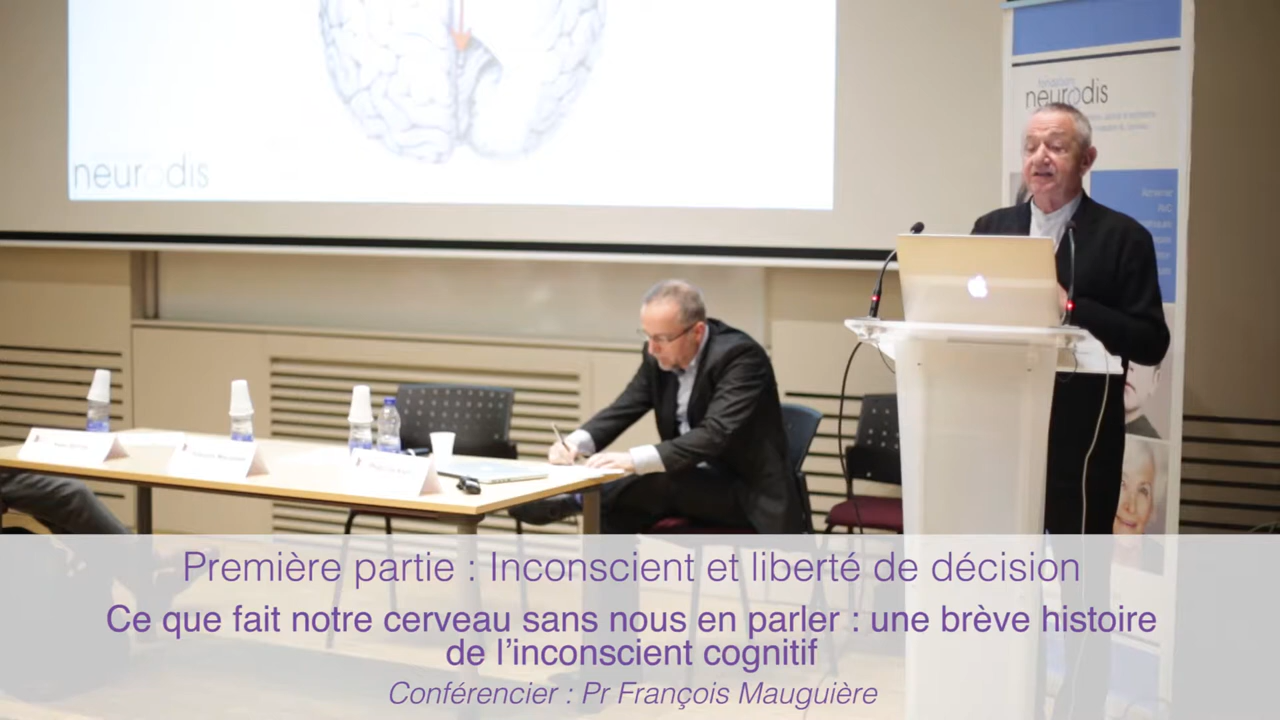 neurodis
fondation
neurodis
Première partie : Inconscient et liberté de décision
Ce que fait notre cerveau sans nous en parler : une brève histoire
de l’inconscient cognitif
Conférencier : Pr François Mauguière